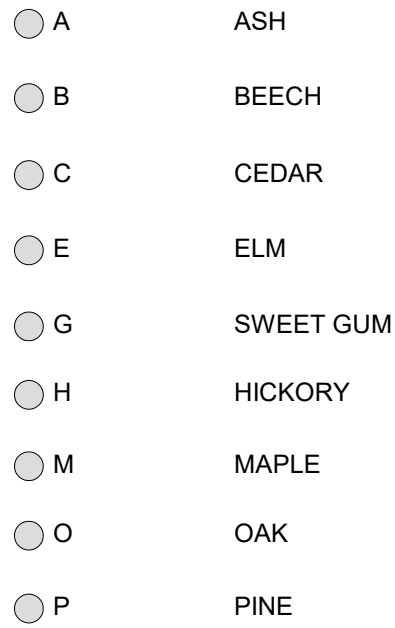 A ASH
B BEECH
C CEDAR
E ELM
G SWEET GUM
H HICKORY
M MAPLE
O OAK
P PINE